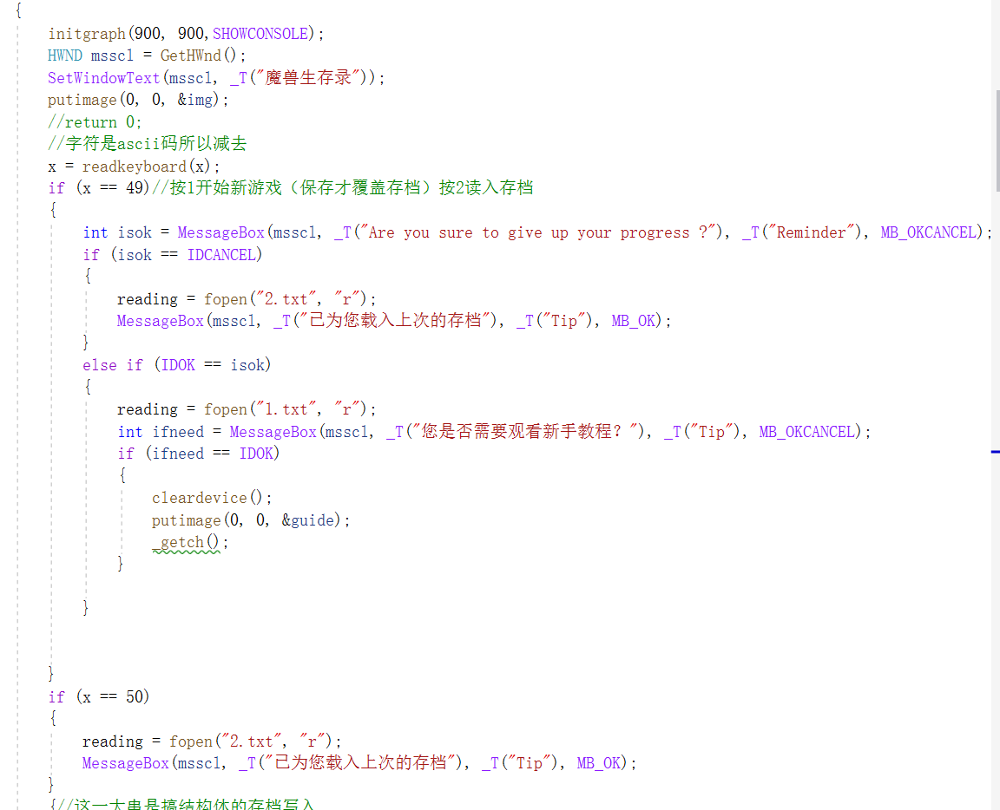 {
initgraph(900, 900,SHOWCONSOLE);
HWND msscl = GetHWnd();
SetWindowText(msscl, _T("魔兽生存录"));
putimage(0, 0, &img);
//return 0;
//字符是ascii码所以减去
x = readkeyboard(x);
if (x == 49)//按1开始新游戏（保存才覆盖存档）按2读入存档
{
int isok = MessageBox(msscl, _T("Are you sure to give up your progress ?"), _T("Reminder"), MB_OKCANCEL);
if (isok == IDCANCEL)
{
reading = fopen("2.txt", "r");
MessageBox(msscl, _T("已为您载入上次的存档"), _T("Tip"), MB_OK);
}
else if (IDOK == isok)
{
reading = fopen("1.txt", "r");
int ifneed = MessageBox(msscl, _T("您是否需要观看新手教程？"), _T("Tip"), MB_OKCANCEL);
if (ifneed == IDOK)
{
cleardevice();
putimage(0, 0, &guide);
_getch();
}
}
}
if (x == 50)
{
reading = fopen("2.txt", "r");
MessageBox(msscl, _T("已为您载入上次的存档"), _T("Tip"), MB_OK);
}
{//这一大串是搞结构体的存档写入